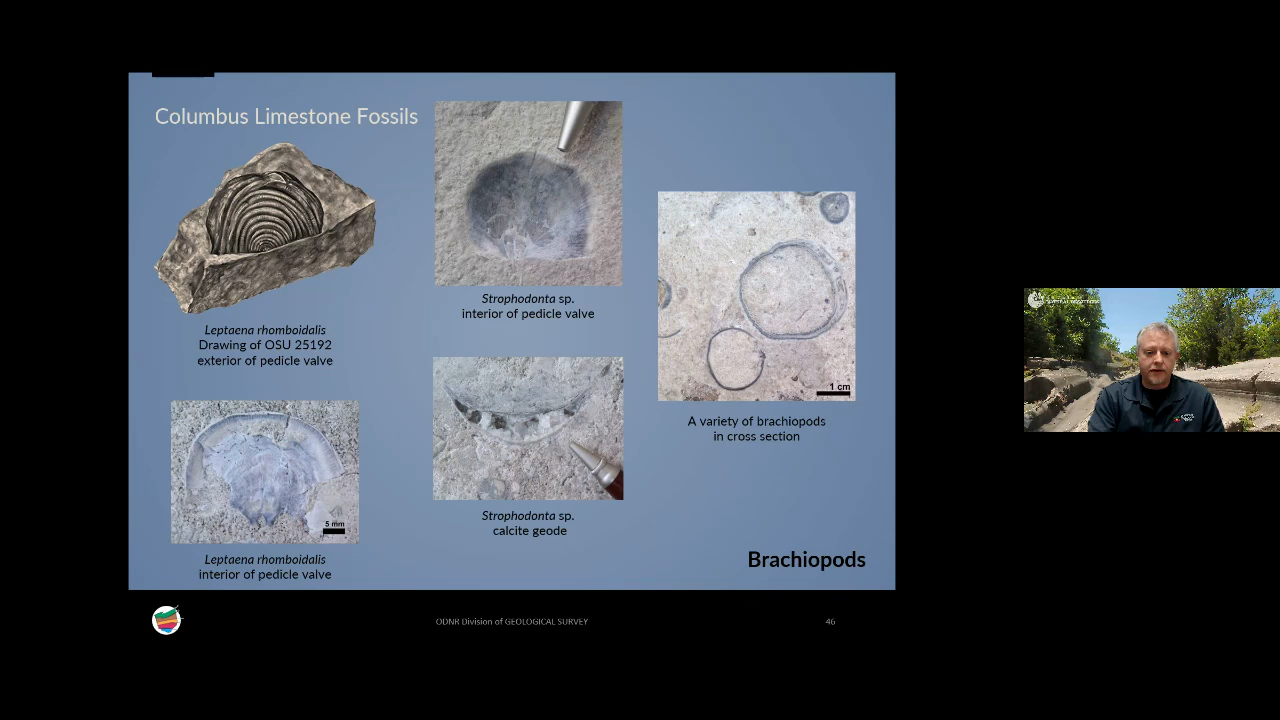 Columbus Limestone Fossils
Leptaena rhomboidalis
Drawing of OSU 25192
exterior of pedicle valve
5 mm
Leptaena rhomboidalis
interior of pedicle valve
Strophodonta sp.
interior of pedicle valve
Strophodonta sp.
calcite geode
1 cm
A variety of brachiopods
in cross section
Brachiopods
ODNR Division of GEOLOGICAL SURVEY
46